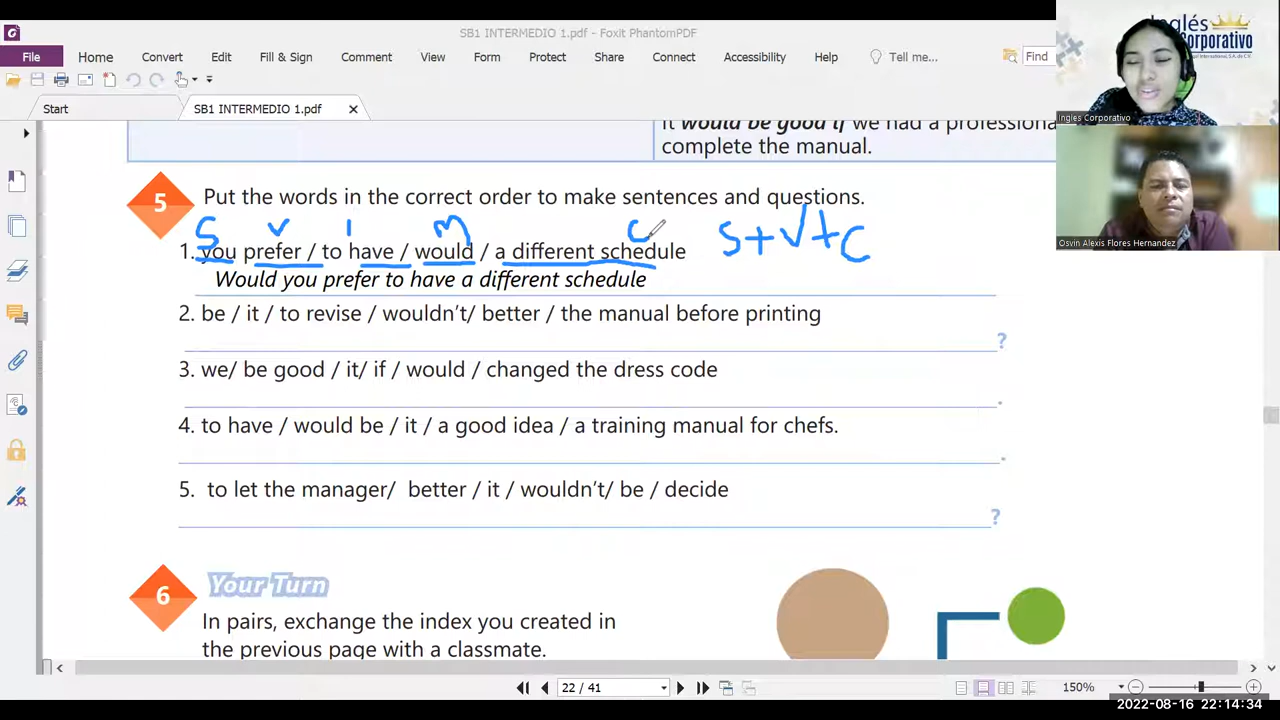 SB1 INTERMEDIO 1.pdf - Foxit PhantomPDF
File Home Convert Edit Fill & Sign Comment View Form Protect Share Connect Accessibility Help Tell me... Find
Start SB1 INTERMEDIO 1.pdf
Inglés
Corporativo
Ingles Corporativo
Osvin Alexis Flores Hernandez
It would be good if we had a professional
complete the manual.
5 Put the words in the correct order to make sentences and questions.
S v i m C S+V+C
1. you prefer / to have / would / a different schedule
Would you prefer to have a different schedule
2. be / it / to revise / wouldn't/ better / the manual before printing
?
3. we/ be good / it/ if / would / changed the dress code
.
4. to have / would be / it / a good idea / a training manual for chefs.
.
5. to let the manager/ better / it / wouldn't/ be / decide
?
6 Your Turn
In pairs, exchange the index you created in
the previous page with a classmate.
22 / 41
150%
2022-08-16 22:14:34